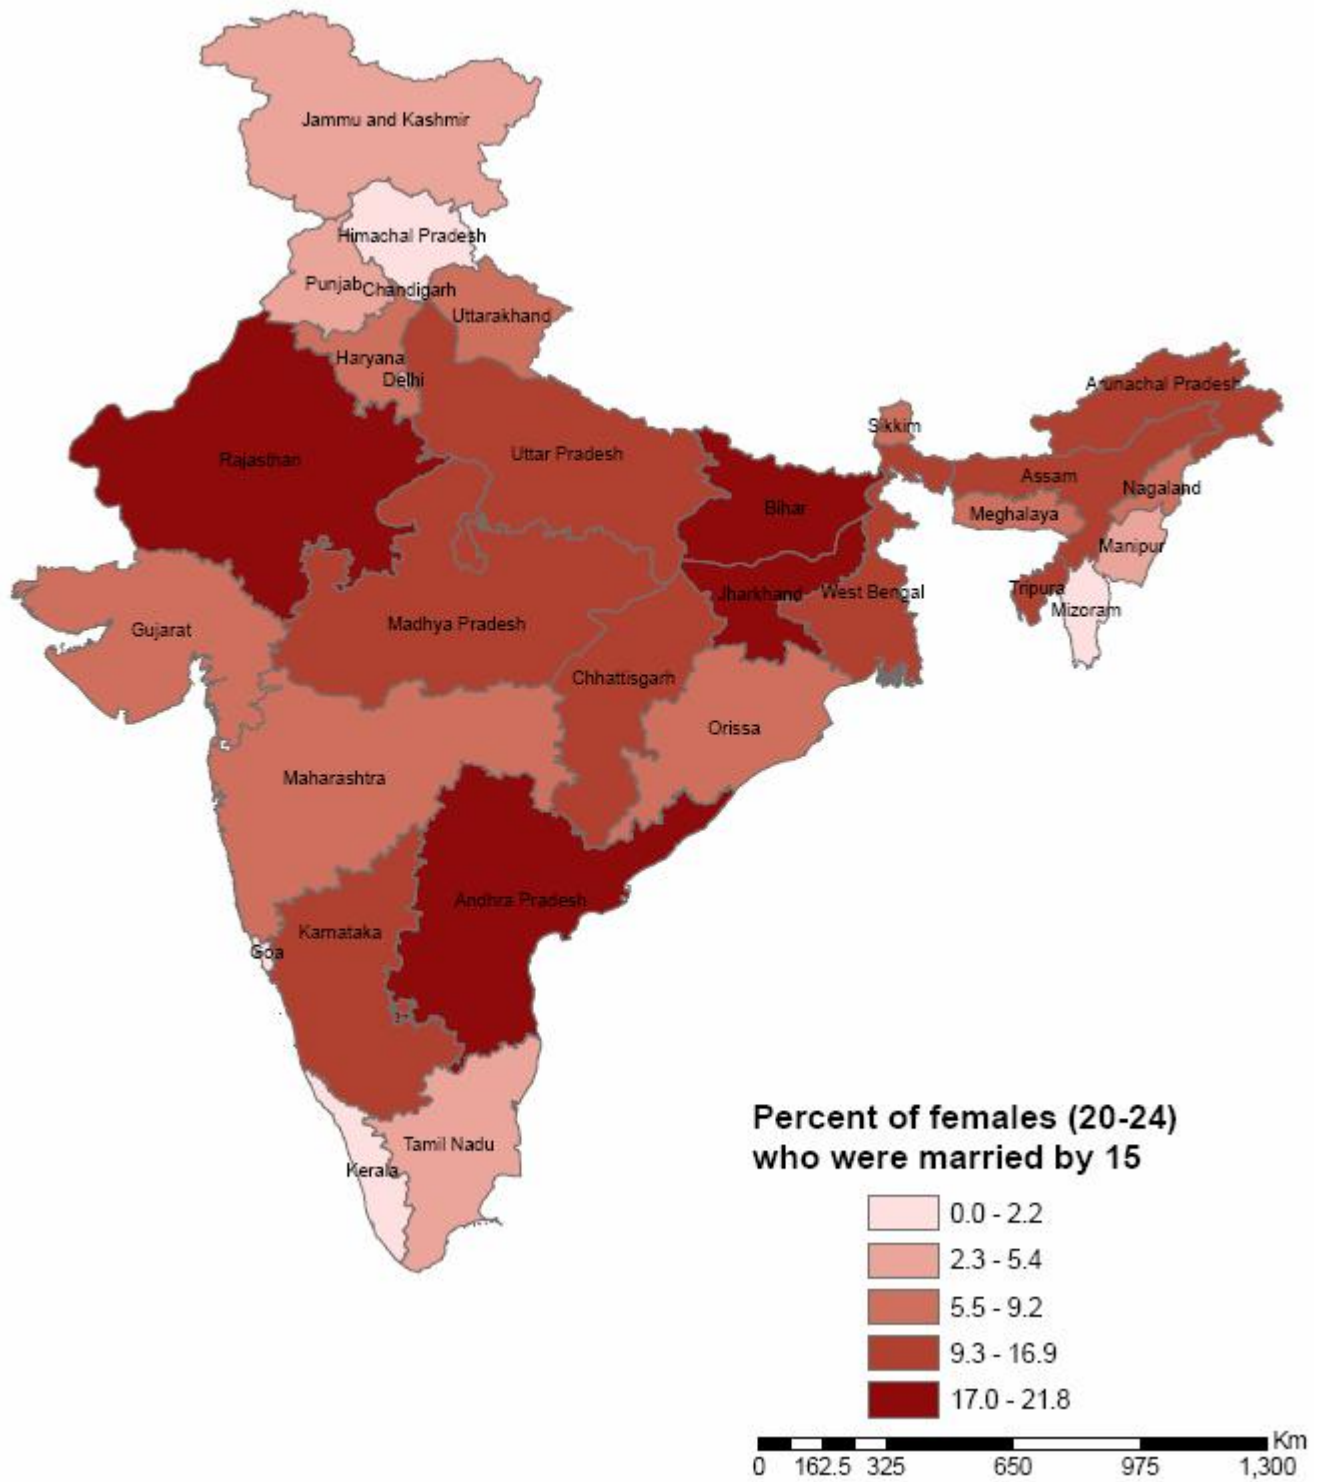 Jammu and Kashmir
Himachal Pradesh
Punjab
Chandigarh
Uttarakhand
Haryana
Delhi
Arunachal Pradesh
Sikkim
Rajasthan
Uttar Pradesh
Assam
Nagaland
Bihar
Meghalaya
Manipur
Jharkhand
West Bengal
Tripura
Mizoram
Gujarat
Madhya Pradesh
Chhattisgarh
Orissa
Maharashtra
Andhra Pradesh
Karnataka
Goa
Tamil Nadu
Kerala
Percent of females (20-24)
who were married by 15
0.0 - 2.2
2.3 - 5.4
5.5 - 9.2
9.3 - 16.9
17.0 - 21.8
Km
0 162.5 325 650 975 1,300